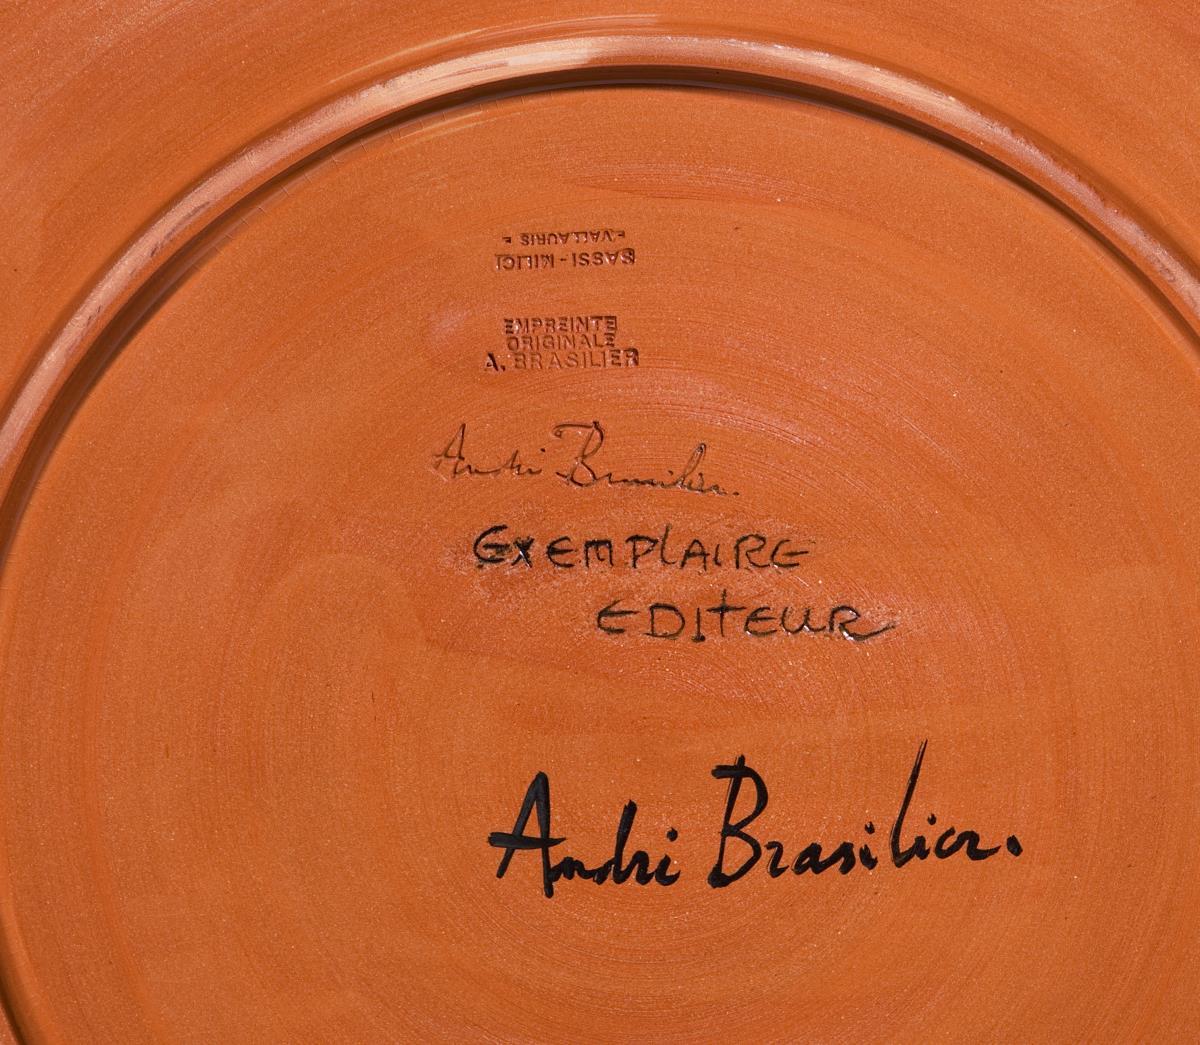 SASSI - MILICI
- VALLAURIS -
EMPREINTE
ORIGINALE
A. BRASILIER
André Brasilier.
EXEMPLAIRE
EDITEUR
André Brasilier.